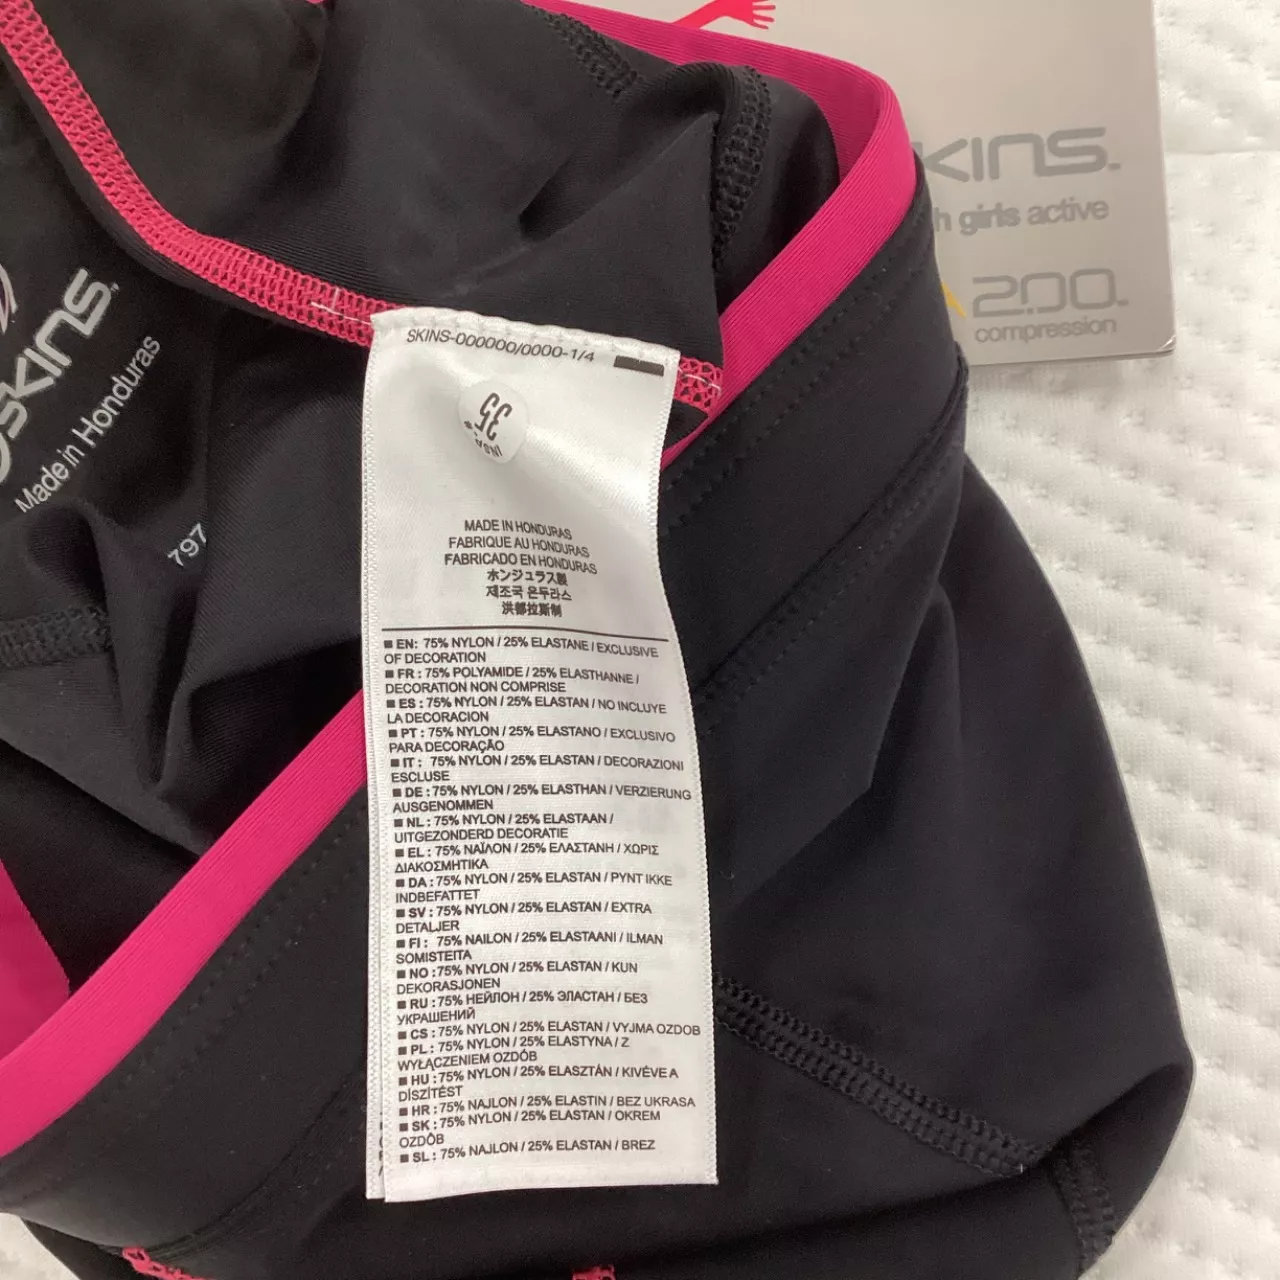 KINS.
h girls active
A200.
compression
SKINS
Made in Honduras
797
SKINS-000000/0000-1/4
35
MADE IN HONDURAS
FABRIQUE AU HONDURAS
FABRICADO EN HONDURAS
ホンジュラス製
제조국 온두라스
洪都拉斯制
EN: 75% NYLON / 25% ELASTANE / EXCLUSIVE
OF DECORATION
FR : 75% POLYAMIDE / 25% ELASTHANNE /
DECORATION NON COMPRISE
ES : 75% NYLON / 25% ELASTAN / NO INCLUYE
LA DECORACION
PT : 75% NYLON / 25% ELASTANO / EXCLUSIVO
PARA DECORAÇÃO
IT : 75% NYLON / 25% ELASTAN / DECORAZIONI
ESCLUSE
DE : 75% NYLON / 25% ELASTHAN / VERZIERUNG
AUSGENOMMEN
NL : 75% NYLON / 25% ELASTAAN /
UITGEZONDERD DECORATIE
EL : 75% ΝΑΪΛΟΝ / 25% ΕΛΑΣΤΑΝΗ / ΧΩΡΙΣ
ΔΙΑΚΟΣΜΗΤΙΚΑ
DA : 75% NYLON / 25% ELASTAN / PYNT IKKE
INDBEFATTET
SV : 75% NYLON / 25% ELASTAN / EXTRA
DETALJER
FI : 75% NAILON / 25% ELASTAANI / ILMAN
SOMISTEITA
NO : 75% NYLON / 25% ELASTAN / KUN
DEKORASJONEN
RU : 75% НЕЙЛОН / 25% ЭЛАСТАН / БЕЗ
УКРАШЕНИЙ
CS : 75% NYLON / 25% ELASTAN / VYJMA OZDOB
PL : 75% NYLON / 25% ELASTYNA / Z
WYŁĄCZENIEM OZDÓB
HU : 75% NYLON / 25% ELASZTÁN / KIVÉVE A
DÍSZÍTÉST
HR : 75% NAJLON / 25% ELASTIN / BEZ UKRASA
SK : 75% NYLON / 25% ELASTAN / OKREM
OZDÔB
SL : 75% NAJLON / 25% ELASTAN / BREZ